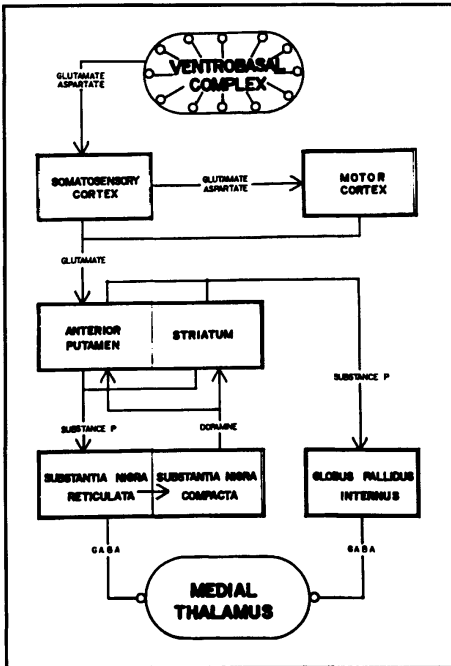 VENTROBASAL
COMPLEX
GLUTAMATE
ASPARTATE
SOMATOSENSORY
CORTEX
GLUTAMATE
ASPARTATE
MOTOR
CORTEX
GLUTAMATE
ANTERIOR
PUTAMEN
STRIATUM
SUBSTANCE P
SUBSTANCE P
DOPAMINE
SUBSTANTIA NIGRA
RETICULATA
SUBSTANTIA NIGRA
COMPACTA
GLOBUS PALLIDUS
INTERNUS
GABA
GABA
MEDIAL
THALAMUS